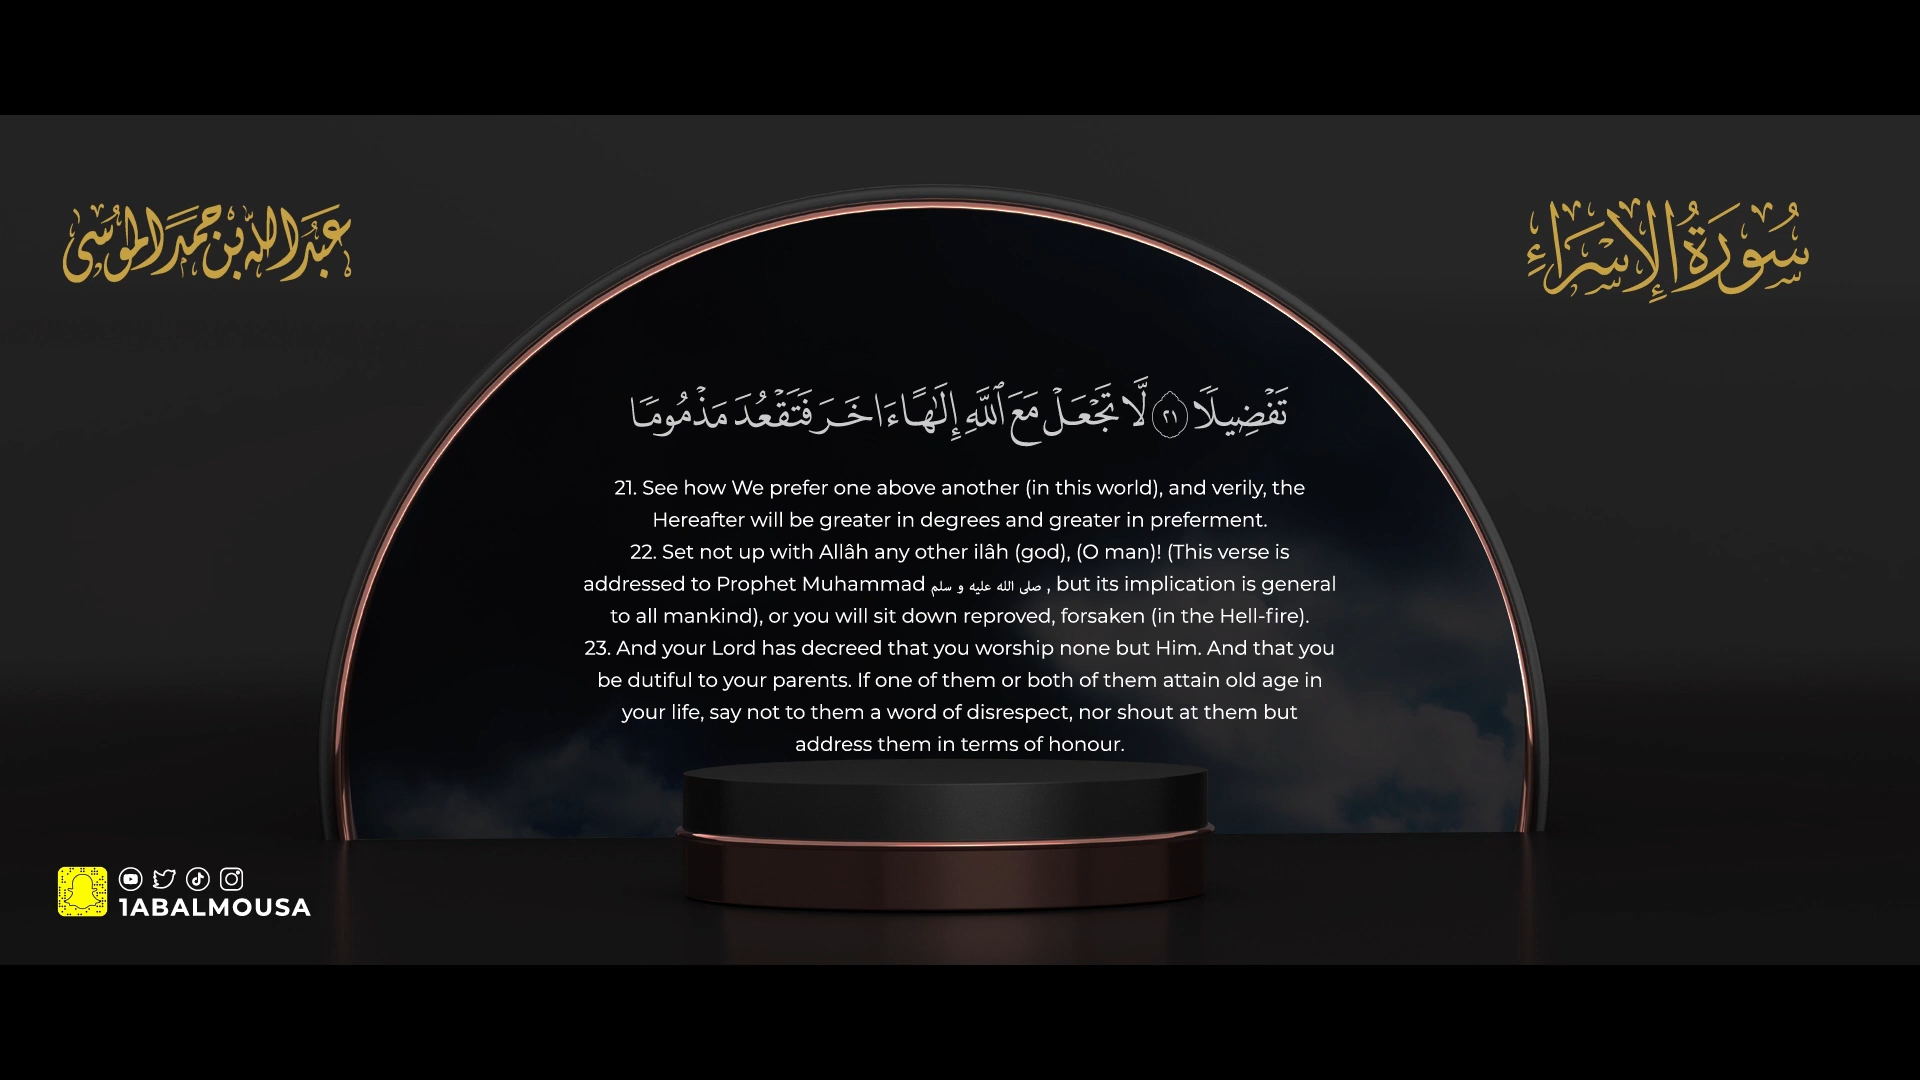 عَبْدُ اللّٰه بْن حَمَد المُوسَى
سُورَةُ الإِسْرَاءِ
تَفْضِيلًا ٢١ لَّا تَجْعَلْ مَعَ ٱللَّهِ إِلَٰهًا ءَاخَرَ فَتَقْعُدَ مَذْمُومًا
21. See how We prefer one above another (in this world), and verily, the
Hereafter will be greater in degrees and greater in preferment.
22. Set not up with Allâh any other ilâh (god), (O man)! (This verse is
addressed to Prophet Muhammad صلى الله عليه و سلم , but its implication is general
to all mankind), or you will sit down reproved, forsaken (in the Hell-fire).
23. And your Lord has decreed that you worship none but Him. And that you
be dutiful to your parents. If one of them or both of them attain old age in
your life, say not to them a word of disrespect, nor shout at them but
address them in terms of honour.
1ABALMOUSA